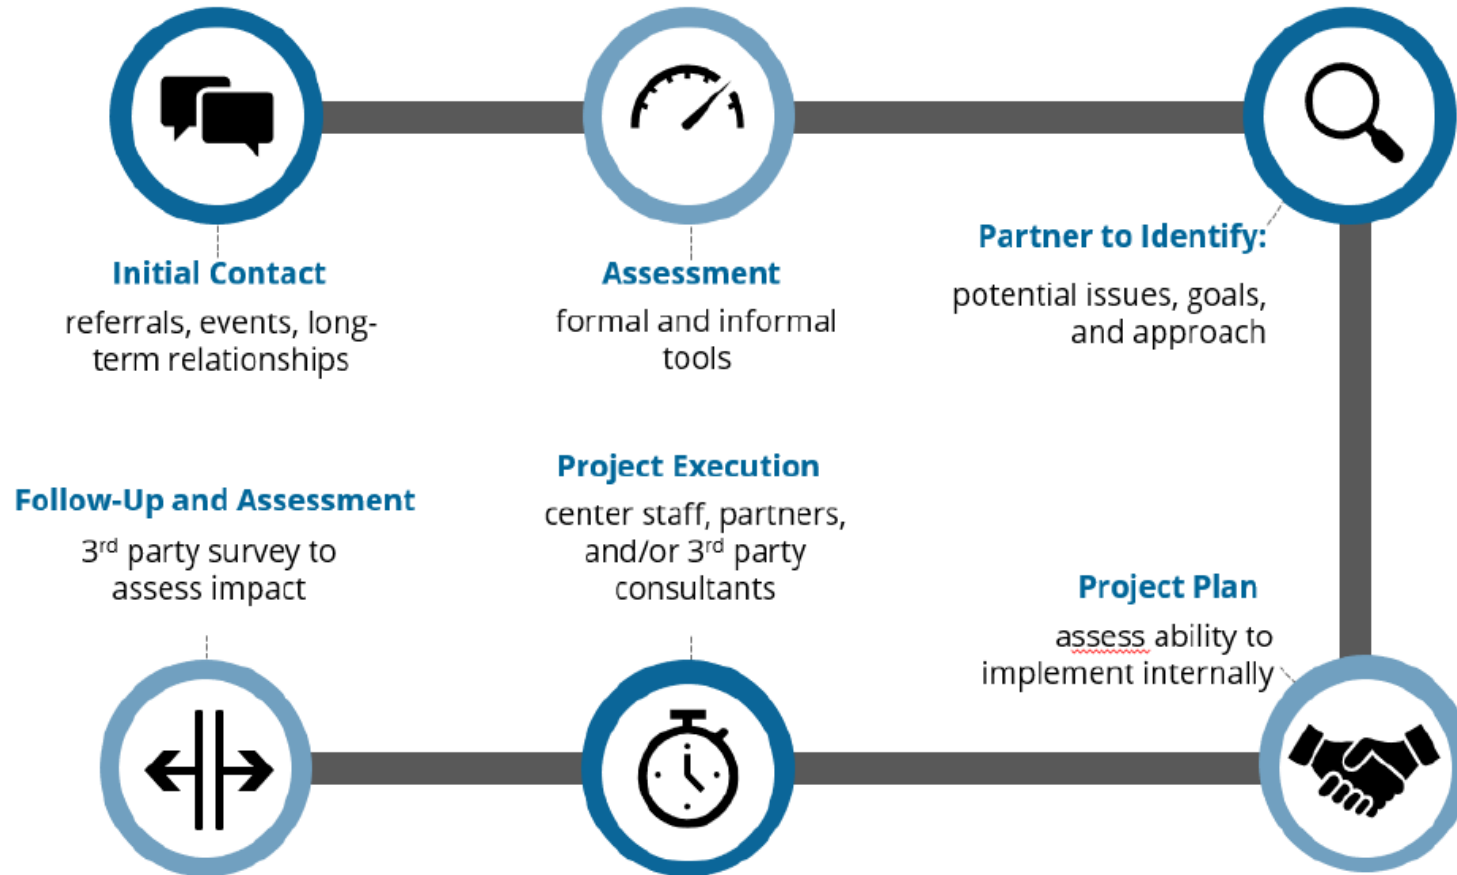 Initial Contact
referrals, events, long-
term relationships
Assessment
formal and informal
tools
Partner to Identify:
potential issues, goals,
and approach
Project Plan
assess ability to
implement internally
Project Execution
center staff, partners,
and/or 3rd party
consultants
Follow-Up and Assessment
3rd party survey to
assess impact